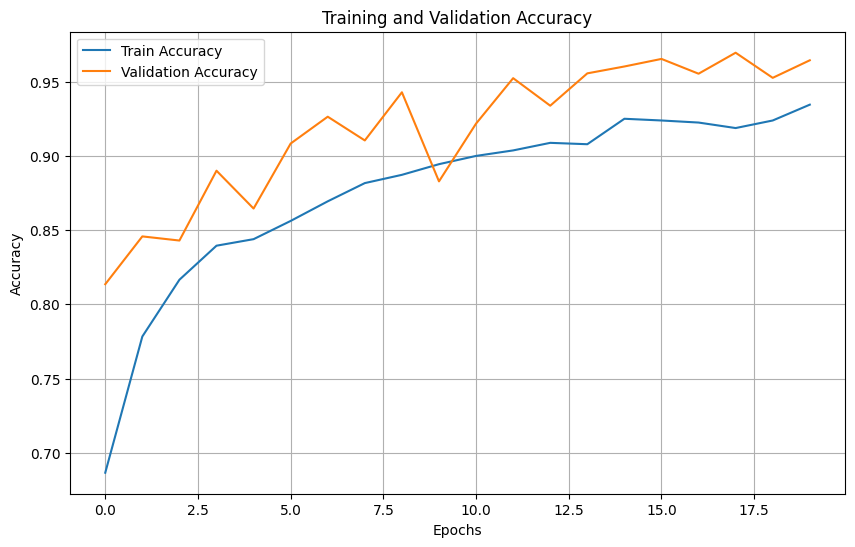 Training and Validation Accuracy
Train Accuracy
Validation Accuracy
Accuracy
0.95
0.90
0.85
0.80
0.75
0.70
0.0 2.5 5.0 7.5 10.0 12.5 15.0 17.5
Epochs